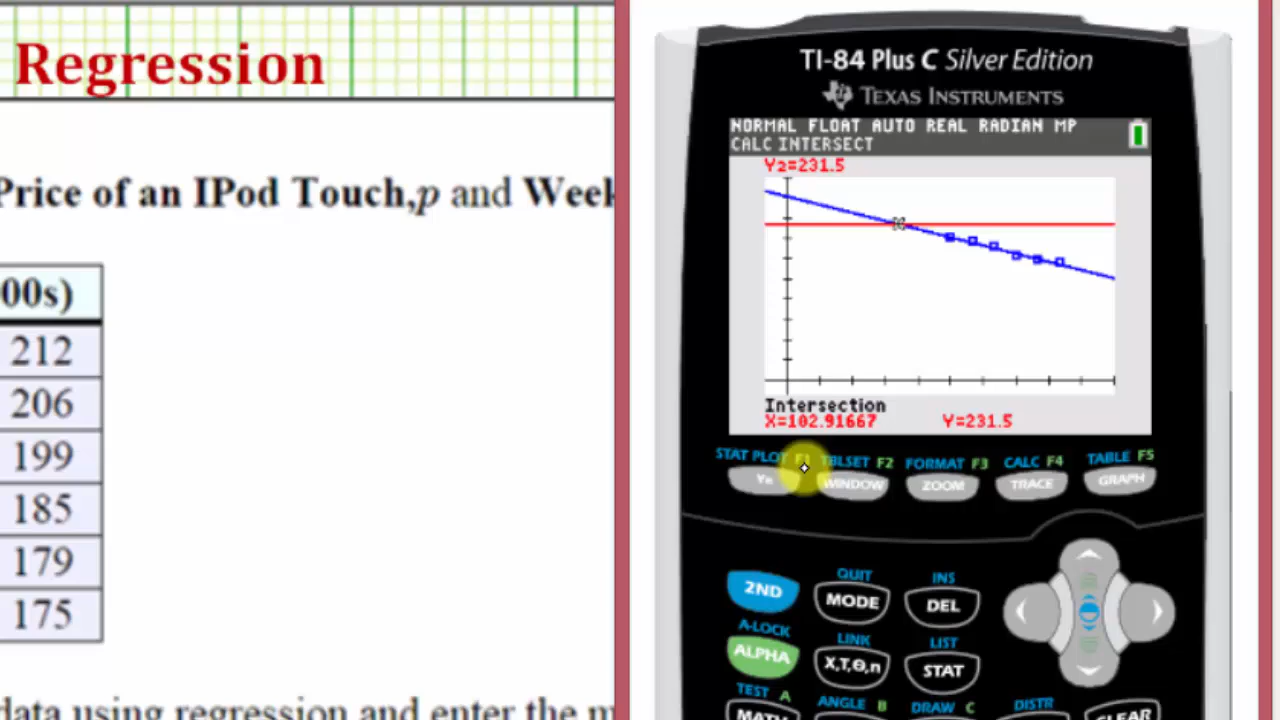 Regression
Price of an IPod Touch,p and Week
00s)
212
206
199
185
179
175
data using regression and enter the m
TI-84 Plus C Silver Edition
TEXAS INSTRUMENTS
NORMAL FLOAT AUTO REAL RADIAN MP
CALC INTERSECT
Y2=231.5
Intersection
X=102.91667 Y=231.5
STAT PLOT F1 TBLSET F2 FORMAT F3 CALC F4 TABLE F5
Y= WINDOW ZOOM TRACE GRAPH
QUIT INS
2ND MODE DEL
A-LOCK LINK LIST
ALPHA X,T,Θ,n STAT
TEST A ANGLE B DRAW C DISTR
MATH CLEAR